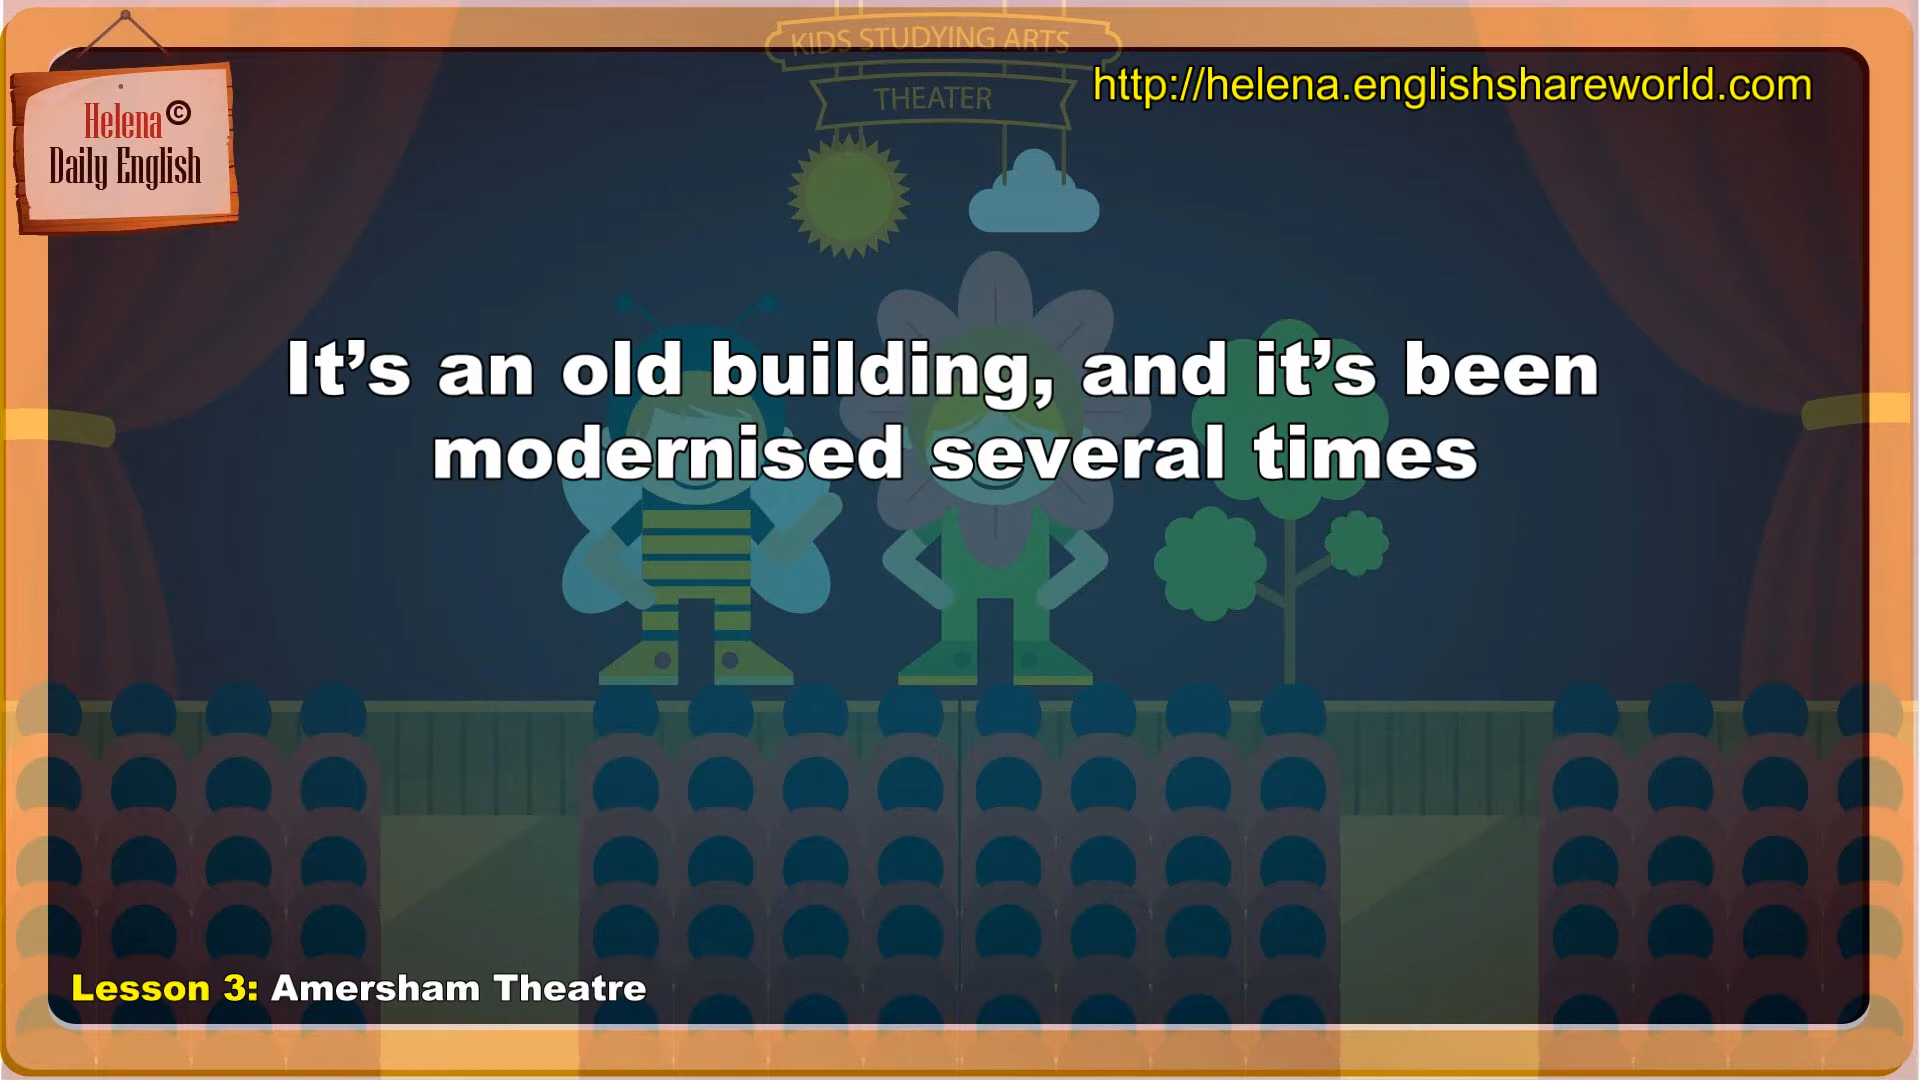 KIDS STUDYING ARTS
THEATER
http://helena.englishshareworld.com
Helena©
Daily English
It’s an old building, and it’s been
modernised several times
Lesson 3: Amersham Theatre